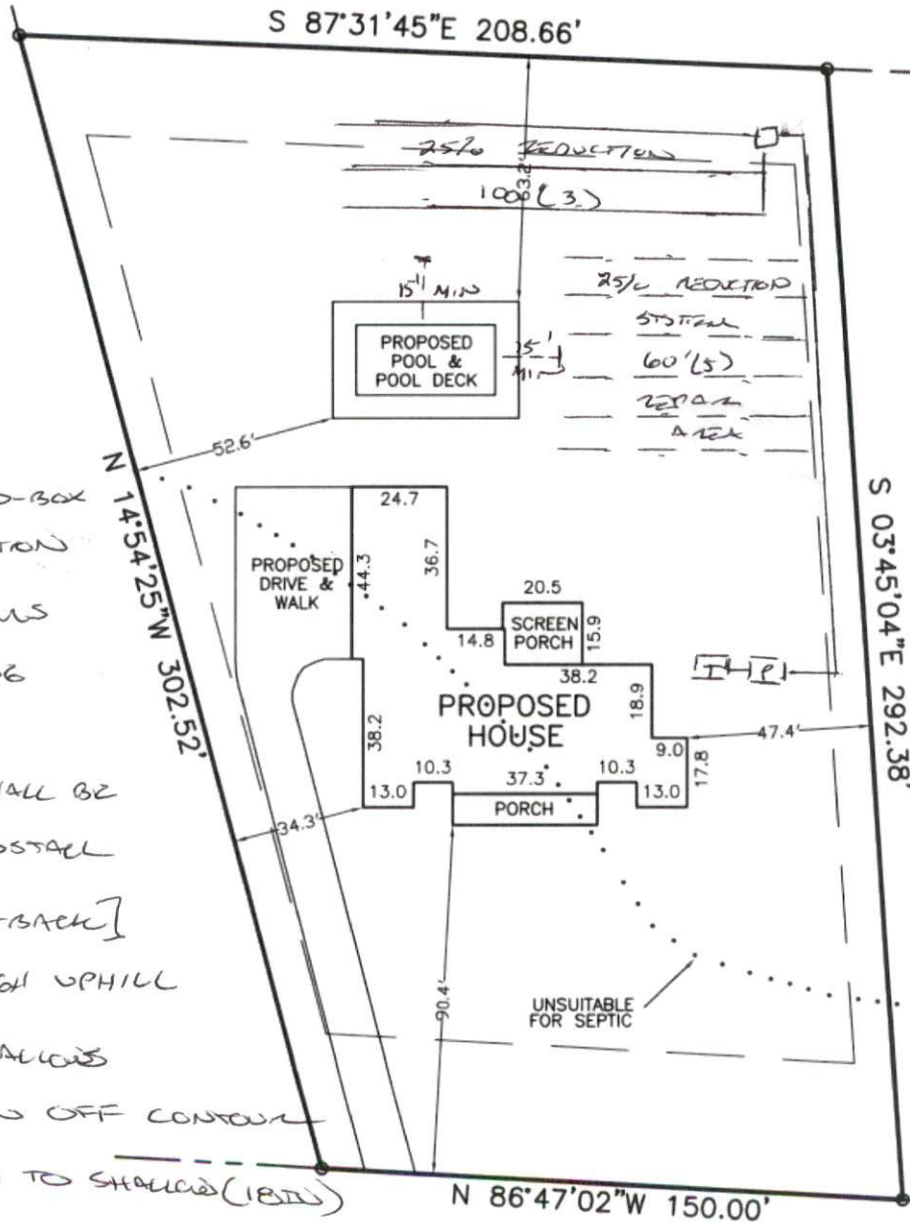 S 87°31'45"E 208.66'
25% REDUCTION
63.2'
100'(3)
15' MIN
25% REDUCTION
SYSTEM
60'(5)
REPAIR
AREA
PROPOSED
POOL &
POOL DECK
15'
MIN
52.6'
N 14°54'25"W 302.52'
S 03°45'04"E 292.38'
D-BOX
24.7
PROPOSED
DRIVE &
WALK
44.3
36.7
20.5
SCREEN
PORCH
15.9
14.8
38.2
18.9
T
P
PROPOSED
HOUSE
38.2
9.0
17.8
47.4'
10.3
37.3
10.3
13.0
13.0
PORCH
34.3'
SHALL BE
INSTALL
SETBACK]
UPHILL
90.4'
UNSUITABLE
FOR SEPTIC
OFF CONTOUR
TO SHALLOW (18IN)
N 86°47'02"W 150.00'